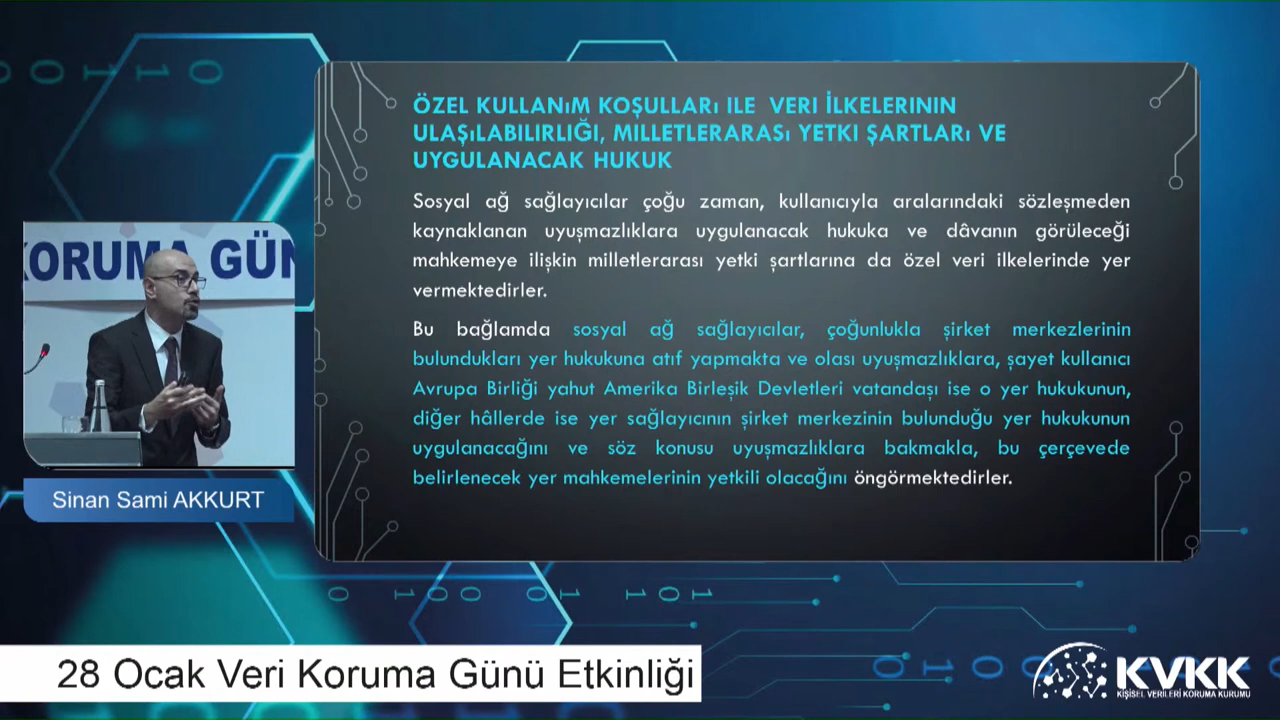 ÖZEL KULLANıM KOŞULLARı ILE VERI İLKELERININ
ULAŞıLABILIRLIĞI, MILLETLERARASı YETKI ŞARTLARı VE
UYGULANACAK HUKUK
Sosyal ağ sağlayıcılar çoğu zaman, kullanıcıyla aralarındaki sözleşmeden
kaynaklanan uyuşmazlıklara uygulanacak hukuka ve dâvanın görüleceği
mahkemeye ilişkin milletlerarası yetki şartlarına da özel veri ilkelerinde yer
vermektedirler.
Bu bağlamda sosyal ağ sağlayıcılar, çoğunlukla şirket merkezlerinin
bulundukları yer hukukuna atıf yapmakta ve olası uyuşmazlıklara, şayet kullanıcı
Avrupa Birliği yahut Amerika Birleşik Devletleri vatandaşı ise o yer hukukunun,
diğer hâllerde ise yer sağlayıcının şirket merkezinin bulunduğu yer hukukunun
uygulanacağını ve söz konusu uyuşmazlıklara bakmakla, bu çerçevede
belirlenecek yer mahkemelerinin yetkili olacağını öngörmektedirler.
KORUMA GÜN
Sinan Sami AKKURT
28 Ocak Veri Koruma Günü Etkinliği
KVKK
KİŞİSEL VERİLERİ KORUMA KURUMU